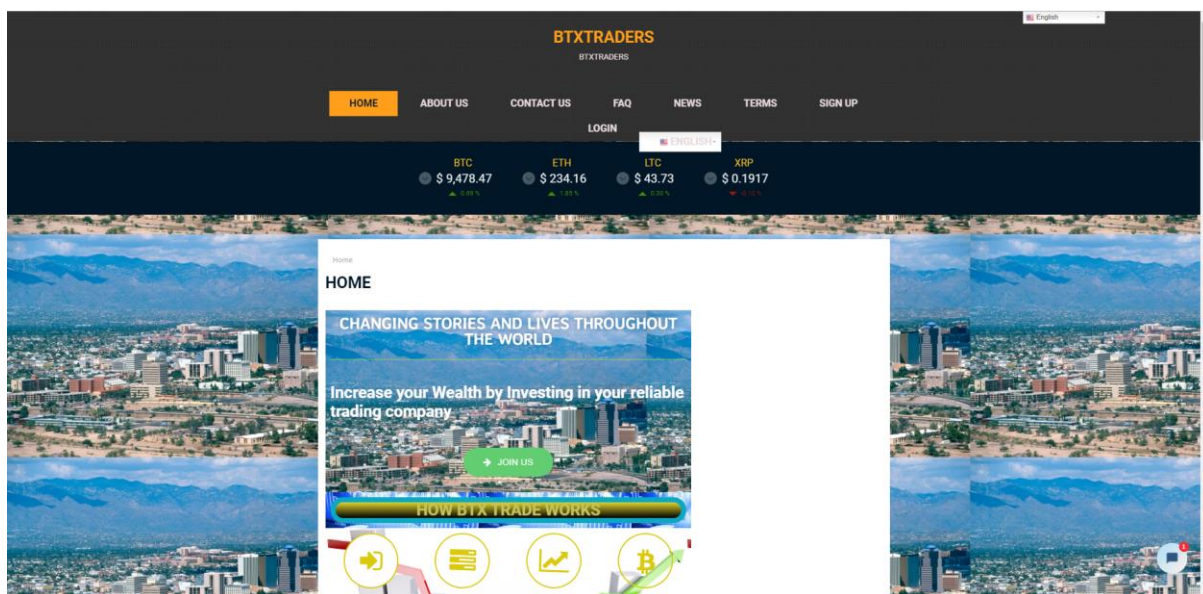 English
BTXTRADERS
BTXTRADERS
HOME ABOUT US CONTACT US FAQ NEWS TERMS SIGN UP
LOGIN
ENGLISH
BTC ETH LTC XRP
$ 9,478.47 $ 234.16 $ 43.73 $ 0.1917
Home
HOME
CHANGING STORIES AND LIVES THROUGHOUT
THE WORLD
Increase your Wealth by Investing in your reliable
trading company
JOIN US
HOW BTX TRADE WORKS
1